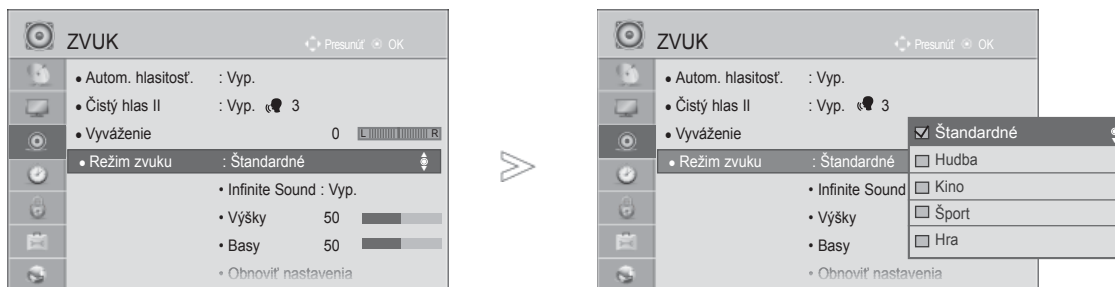 ZVUK
Presunúť OK
• Autom. hlasitosť. : Vyp.
• Čistý hlas II : Vyp. 3
• Vyváženie 0 L R
• Režim zvuku : Štandardné
• Infinite Sound : Vyp.
• Výšky 50
• Basy 50
• Obnoviť nastavenia
ZVUK
Presunúť OK
• Autom. hlasitosť. : Vyp.
• Čistý hlas II : Vyp. 3
• Vyváženie
• Režim zvuku : Štandardné
• Infinite Sound
• Výšky
• Basy
• Obnoviť nastavenia
Štandardné
Hudba
Kino
Šport
Hra